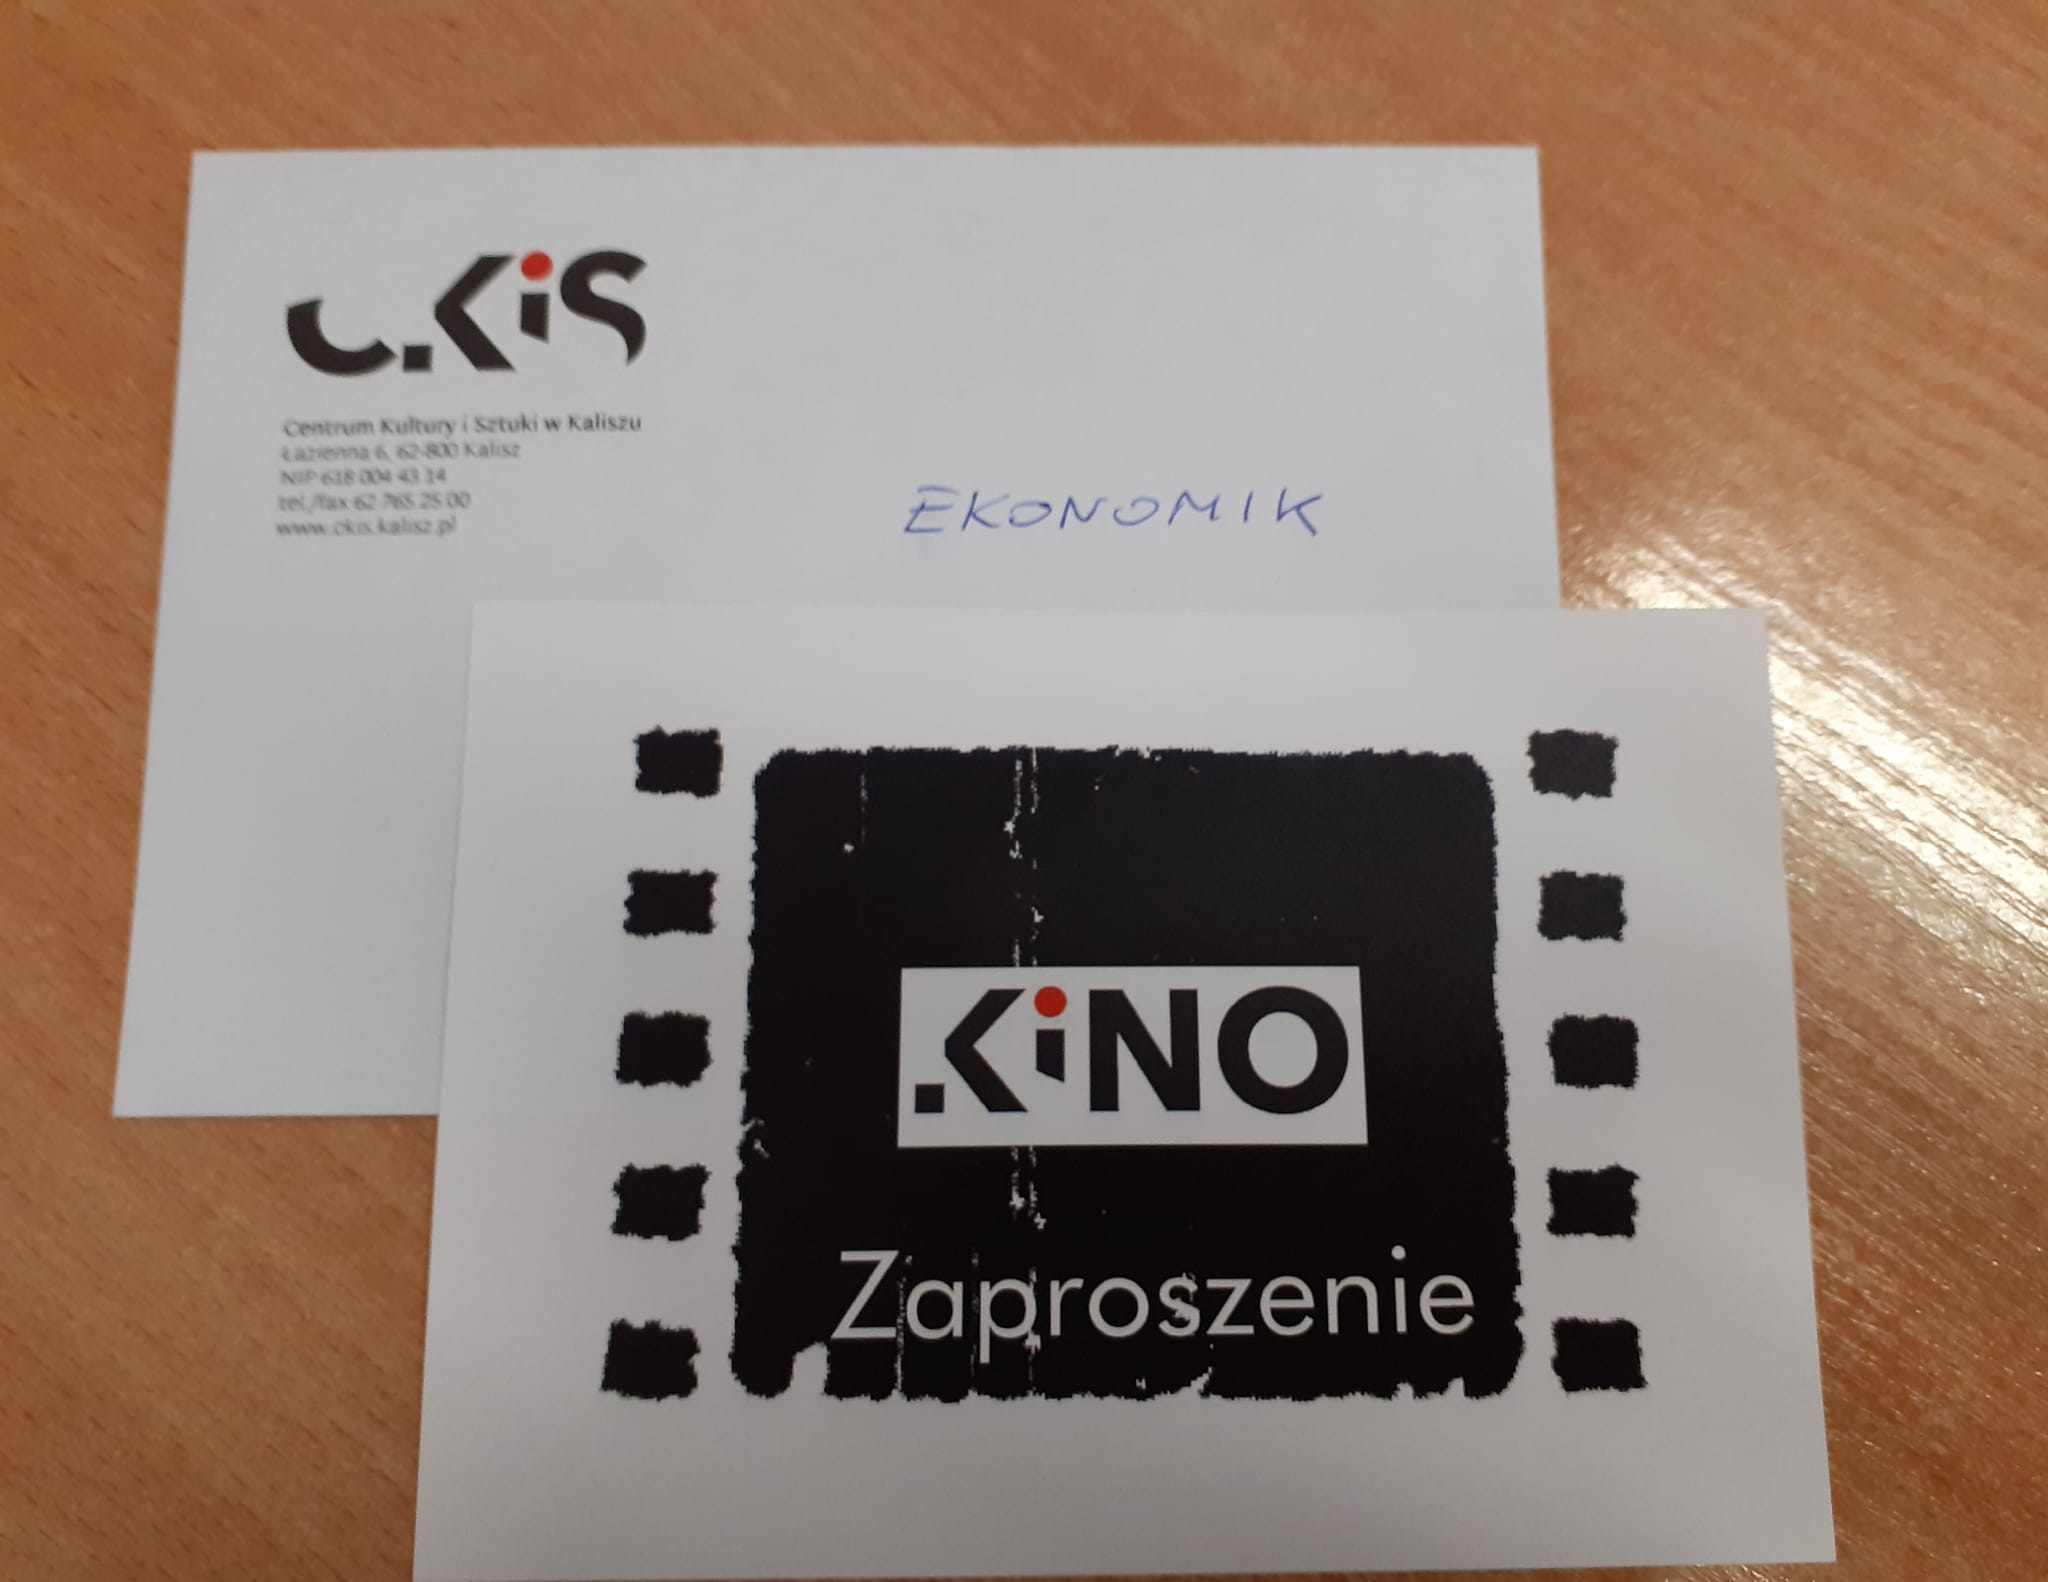 CKiS
Centrum Kultury i Sztuki w Kaliszu
Łazienna 6, 62-800 Kalisz
NIP 618 004 43 14
tel./fax 62 765 25 00
www.ckis.kalisz.pl
EKONOMIK
KiNO
Zaproszenie